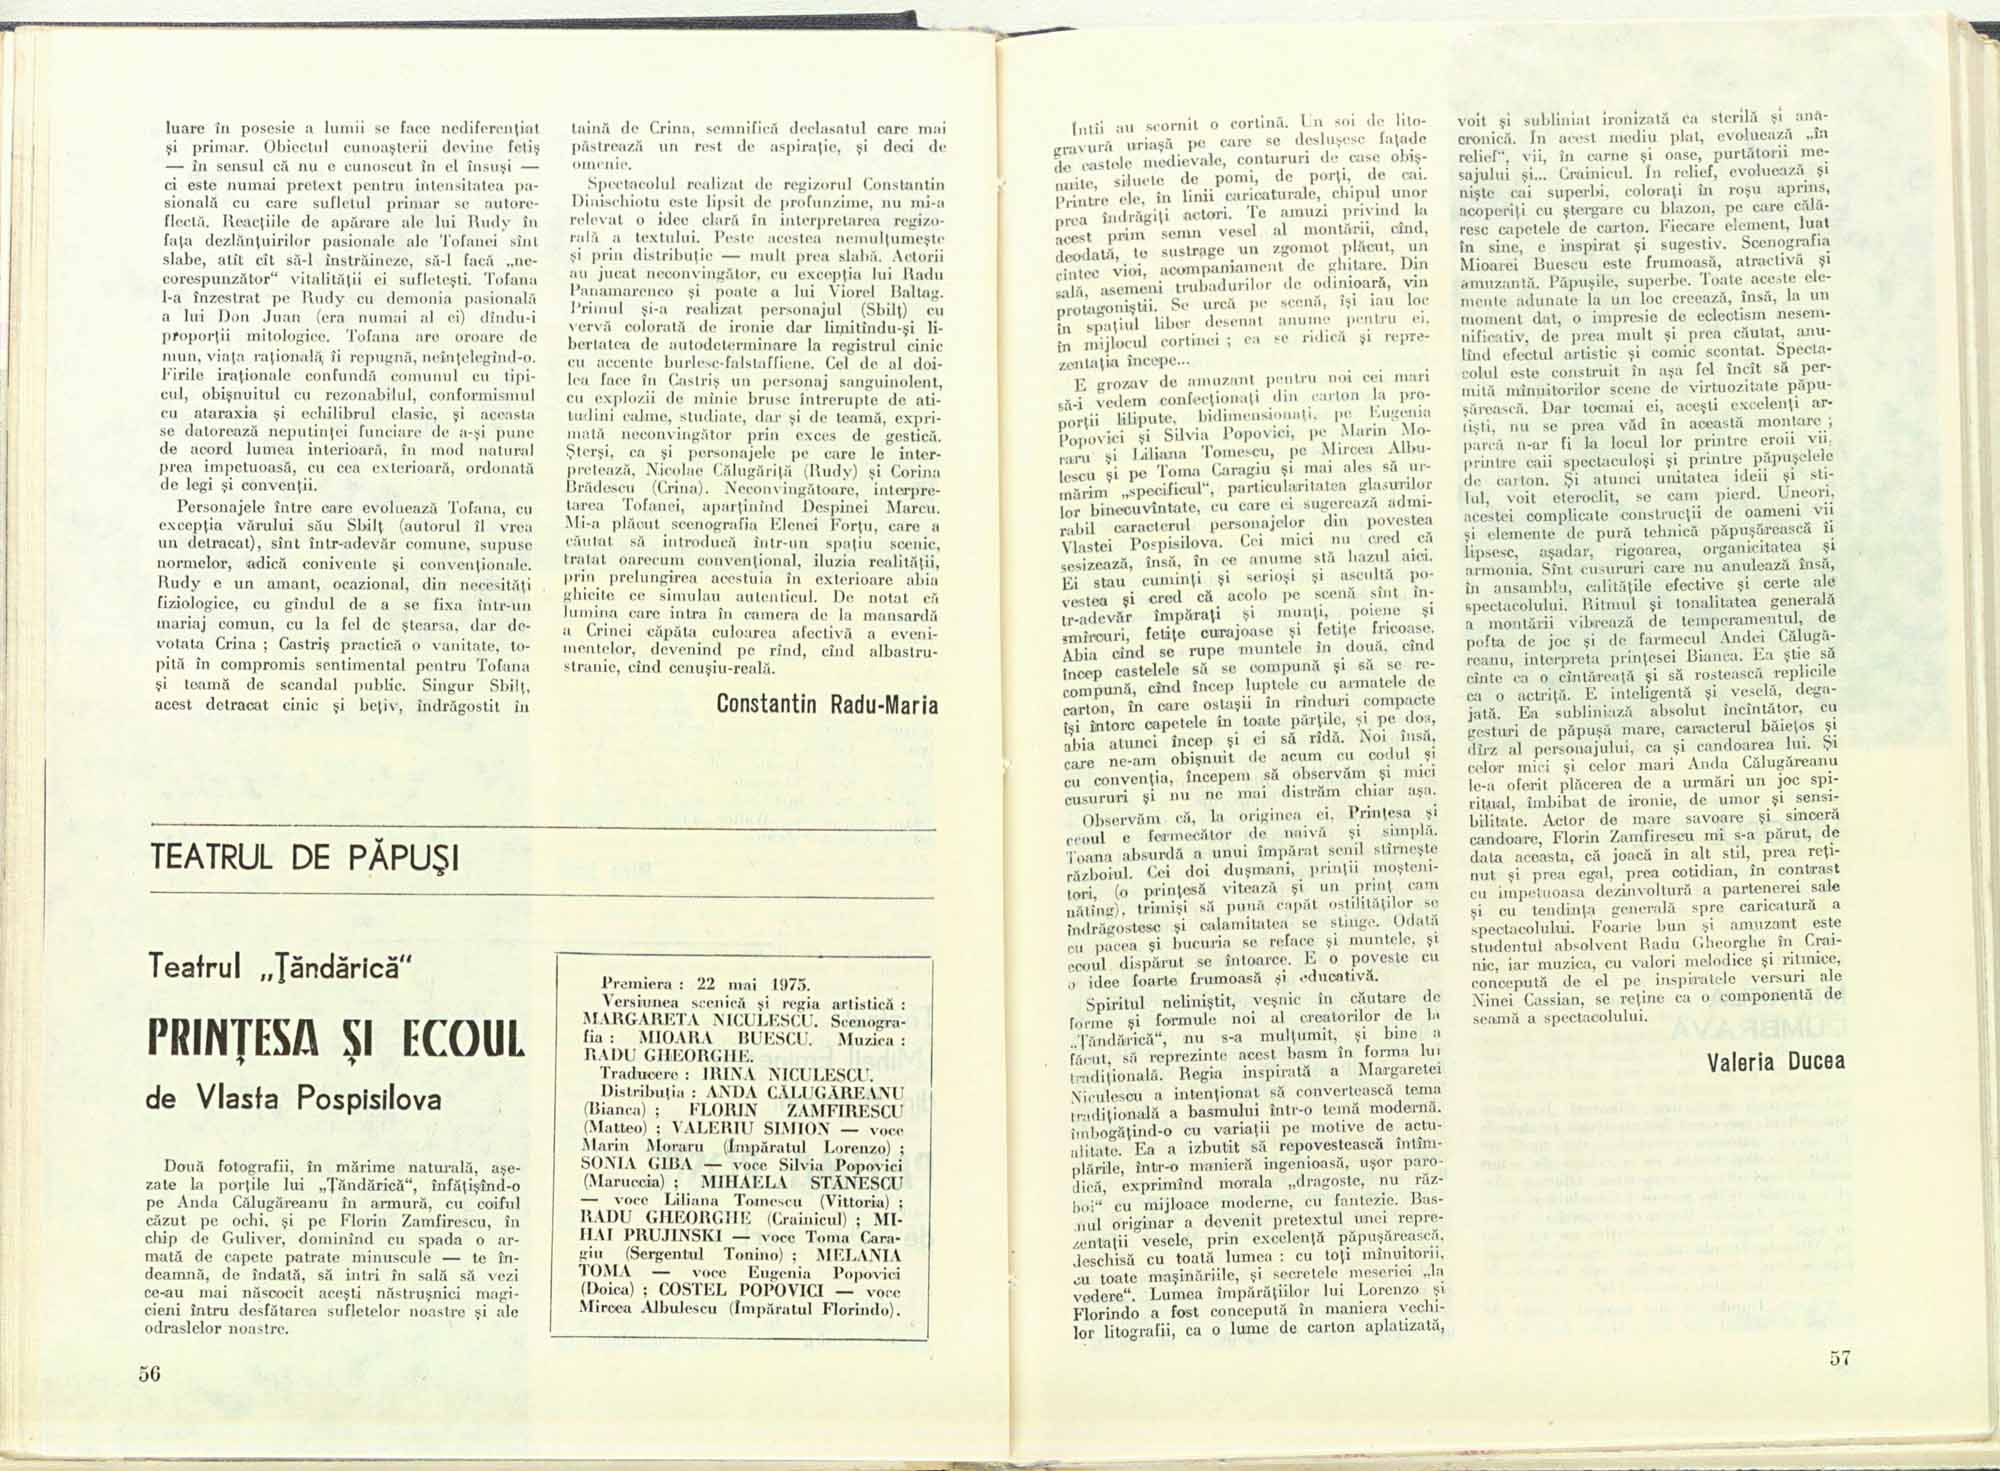 luare în posesie a lumii se face nediferențiat
și primar. Obiectul cunoașterii devine fetiș
— în sensul că nu e cunoscut în el însuși —
ci este numai pretext pentru intensitatea pa-
sională cu care sufletul primar se autore-
flectă. Reacțiile de apărare ale lui Rudy în
fața dezlănțuirilor pasionale ale Tofanei sînt
slabe, atît cît să-l înstrăineze, să-l facă „ne-
corespunzător“ vitalității ei sufletești. Tofana
l-a înzestrat pe Rudy cu demonia pasională
a lui Don Juan (era numai al ei) dîndu-i
proporții mitologice. Tofana are oroare de
mun, viața rațională îi repugnă, neînțelegînd-o.
Firile iraționale confundă comunul cu tipi-
cul, obișnuitul cu rezonabilul, conformismul
cu ataraxia și echilibrul clasic, și aceasta
se datorează neputinței funciare de a-și pune
de acord lumea interioară, în mod natural
prea impetuoasă, cu cea exterioară, ordonată
de legi și convenții.
Personajele între care evoluează Tofana, cu
excepția vărului său Sbilț (autorul îl vrea
un detracat), sînt într-adevăr comune, supuse
normelor, adică conivente și convenționale.
Rudy e un amant, ocazional, din necesități
fiziologice, cu gîndul de a se fixa într-un
mariaj comun, cu la fel de ștearsa, dar de-
votata Crina ; Castriș practică o vanitate, to-
pită în compromis sentimental pentru Tofana
și teamă de scandal public. Singur Sbilț,
acest detracat cinic și bețiv, îndrăgostit în
taină de Crina, semnifică declasatul care mai
păstrează un rest de aspirație, și deci de
omenie.
Spectacolul realizat de regizorul Constantin
Dinischiotu este lipsit de profunzime, nu mi-a
relevat o idee clară în interpretarea regizo-
rală a textului. Peste acestea nemulțumește
și prin distribuție — mult prea slabă. Actorii
au jucat neconvingător, cu excepția lui Radu
Panamarenco și poate a lui Viorel Baltag.
Primul și-a realizat personajul (Sbilț) cu
vervă colorată de ironie dar limitîndu-și li-
bertatea de autodeterminare la registrul cinic
cu accente burlesc-falstaffiene. Cel de al doi-
lea face în Castriș un personaj sanguinolent,
cu explozii de mînie brusc întrerupte de ati-
tudini calme, studiate, dar și de teamă, expri-
mată neconvingător prin exces de gestică.
Șterși, ca și personajele pe care le inter-
pretează, Nicolae Călugărița (Rudy) și Corina
Brădescu (Crina). Neconvingătoare, interpre-
tarea Tofanei, aparținînd Despinei Marcu.
Mi-a plăcut scenografia Elenei Forțu, care a
căutat să introducă într-un spațiu scenic,
tratat oarecum convențional, iluzia realității,
prin prelungirea acestuia în exterioare abia
ghicite ce simulau autenticul. De notat că
lumina care intra în camera de la mansardă
a Crinei căpăta culoarea afectivă a eveni-
mentelor, devenind pe rînd, cînd albastru-
stranie, cînd cenușiu-reală.
Constantin Radu-Maria
TEATRUL DE PĂPUȘI
Teatrul „Țăndărică“
PRINȚESA ȘI ECOUL
de Vlasta Pospisilova
Două fotografii, în mărime naturală, așe-
zate la porțile lui „Țăndărică“, înfățișînd-o
pe Anda Călugăreanu în armură, cu coiful
căzut pe ochi, și pe Florin Zamfirescu, în
chip de Guliver, dominînd cu spada o ar-
mată de capete patrate minuscule — te în-
deamnă, de îndată, să intri în sală să vezi
ce-au mai născocit acești năstrușnici magi-
cieni întru desfătarea sufletelor noastre și ale
odraslelor noastre.
Premiera : 22 mai 1975.
Versiunea scenică și regia artistică :
MARGARETA NICULESCU. Scenogra-
fia : MIOARA BUESCU. Muzica :
RADU GHEORGHE.
Traducere : IRINA NICULESCU.
Distribuția : ANDA CĂLUGĂREANU
(Bianca) ; FLORIN ZAMFIRESCU
(Matteo) ; VALERIU SIMION — voce
Marin Moraru (Împăratul Lorenzo) ;
SONIA GIBA — voce Silvia Popovici
(Maruccia) ; MIHAELA STĂNESCU
— voce Liliana Tomescu (Vittoria) ;
RADU GHEORGHE (Crainicul) ; MI-
HAI PRUJINSKI — voce Toma Cara-
giu (Sergentul Tonino) ; MELANIA
TOMA — voce Eugenia Popovici
(Doica) ; COSTEL POPOVICI — voce
Mircea Albulescu (Împăratul Florindo).
56
Întîi au scornit o cortină. Un soi de lito-
gravură uriașă pe care se deslușesc fațade
de castele medievale, contururi de case obiș-
nuite, siluete de pomi, de porți, de cai.
Printre ele, în linii caricaturale, chipul unor
prea îndrăgiți actori. Te amuzi privind la
acest prim semn vesel al montării, cînd,
deodată, te sustrage un zgomot plăcut, un
cîntec vioi, acompaniament de ghitare. Din
sală, asemeni trubadurilor de odinioară, vin
protagoniștii. Se urcă pe scenă, își iau loc
în spațiul liber desenat anume pentru ei,
în mijlocul cortinei ; ea se ridică și repre-
zentația începe...
E grozav de amuzant pentru noi cei mari
să-i vedem confecționați din carton la pro-
porții lilipute, bidimensionați, pe Eugenia
Popovici și Silvia Popovici, pe Marin Mo-
raru și Liliana Tomescu, pe Mircea Albu-
lescu și pe Toma Caragiu și mai ales să ur-
mărim „specificul“, particularitatea glasurilor
lor binecuvîntate, cu care ei sugerează admi-
rabil caracterul personajelor din povestea
Vlastei Pospisilova. Cei mici nu cred că
sesizează, însă, în ce anume stă hazul aici.
Ei stau cuminți și serioși și ascultă po-
vestea și cred că acolo pe scenă sînt în-
tr-adevăr împărați și munți, poiene și
smîrcuri, fetițe curajoase și fetițe fricoase.
Abia cînd se rupe muntele în două, cînd
încep castelele să se compună și să se re-
compună, cînd încep luptele cu armatele de
carton, în care ostașii în rînduri compacte
își întorc capetele în toate părțile, și pe dos,
abia atunci încep și ei să rîdă. Noi însă,
care ne-am obișnuit de acum cu codul și
cu convenția, începem să observăm și mici
cusururi și nu ne mai distrăm chiar așa.
Observăm că, la originea ei, Prințesa și
ecoul e fermecător de naivă și simplă.
Toana absurdă a unui împărat senil stîrnește
războiul. Cei doi dușmani, prinții moșteni-
tori, (o prințesă vitează și un prinț cam
nătîng), trimiși să pună capăt ostilităților se
îndrăgostesc și calamitatea se stinge. Odată
cu pacea și bucuria se reface și muntele, și
ecoul dispărut se întoarce. E o poveste cu
o idee foarte frumoasă și educativă.
Spiritul neliniștit, veșnic în căutare de
forme și formule noi al creatorilor de la
„Țăndărică“, nu s-a mulțumit, și bine a
făcut, să reprezinte acest basm în forma lui
tradițională. Regia inspirată a Margaretei
Niculescu a intenționat să convertească tema
tradițională a basmului într-o temă modernă,
îmbogățind-o cu variații pe motive de actu-
alitate. Ea a izbutit să repovestească întîm-
plările, într-o manieră ingenioasă, ușor paro-
dică, exprimînd morala „dragoste, nu răz-
boi“ cu mijloace moderne, cu fantezie. Bas-
mul originar a devenit pretextul unei repre-
zentații vesele, prin excelență păpușărească,
deschisă cu toată lumea : cu toți mînuitorii,
cu toate mașinăriile, și secretele meseriei „la
vedere“. Lumea împărățiilor lui Lorenzo și
Florindo a fost concepută în maniera vechi-
lor litografii, ca o lume de carton aplatizată,
voit și subliniat ironizată ca sterilă și ana-
cronică. În acest mediu plat, evoluează „în
relief“, vii, în carne și oase, purtătorii me-
sajului și... Crainicul. În relief, evoluează și
niște cai superbi, colorați în roșu aprins,
acoperiți cu ștergare cu blazon, pe care călă-
resc capetele de carton. Fiecare element, luat
în sine, e inspirat și sugestiv. Scenografia
Mioarei Buescu este frumoasă, atractivă și
amuzantă. Păpușile, superbe. Toate aceste ele-
mente adunate la un loc creează, însă, la un
moment dat, o impresie de eclectism nesem-
nificativ, de prea mult și prea căutat, anu-
lînd efectul artistic și comic scontat. Specta-
colul este construit în așa fel încît să per-
mită mînuitorilor scene de virtuozitate păpu-
șărească. Dar tocmai ei, acești excelenți ar-
tiști, nu se prea văd în această montare ;
parcă n-ar fi la locul lor printre eroii vii,
printre caii spectaculoși și printre păpușelele
de carton. Și atunci unitatea ideii și sti-
lul, voit eteroclit, se cam pierd. Uneori,
acestei complicate construcții de oameni vii
și elemente de pură tehnică păpușărească îi
lipsesc, așadar, rigoarea, organicitatea și
armonia. Sînt cusururi care nu anulează însă,
în ansamblu, calitățile efective și certe ale
spectacolului. Ritmul și tonalitatea generală
a montării vibrează de temperamentul, de
pofta de joc și de farmecul Andei Călugă-
reanu, interpreta prințesei Bianca. Ea știe să
cînte ca o cîntăreață și să rostească replicile
ca o actriță. E inteligentă și veselă, dega-
jată. Ea subliniază absolut încîntător, cu
gesturi de păpușă mare, caracterul băiețos și
dîrz al personajului, ca și candoarea lui. Și
celor mici și celor mari Anda Călugăreanu
le-a oferit plăcerea de a urmări un joc spi-
ritual, îmbibat de ironie, de umor și sensi-
bilitate. Actor de mare savoare și sinceră
candoare, Florin Zamfirescu mi s-a părut, de
data aceasta, că joacă în alt stil, prea reți-
nut și prea egal, prea cotidian, în contrast
cu impetuoasa dezinvoltură a partenerei sale
și cu tendința generală spre caricatură a
spectacolului. Foarte bun și amuzant este
studentul absolvent Radu Gheorghe în Crai-
nic, iar muzica, cu valori melodice și ritmice,
concepută de el pe inspiratele versuri ale
Ninei Cassian, se reține ca o componentă de
seamă a spectacolului.
Valeria Ducea
57